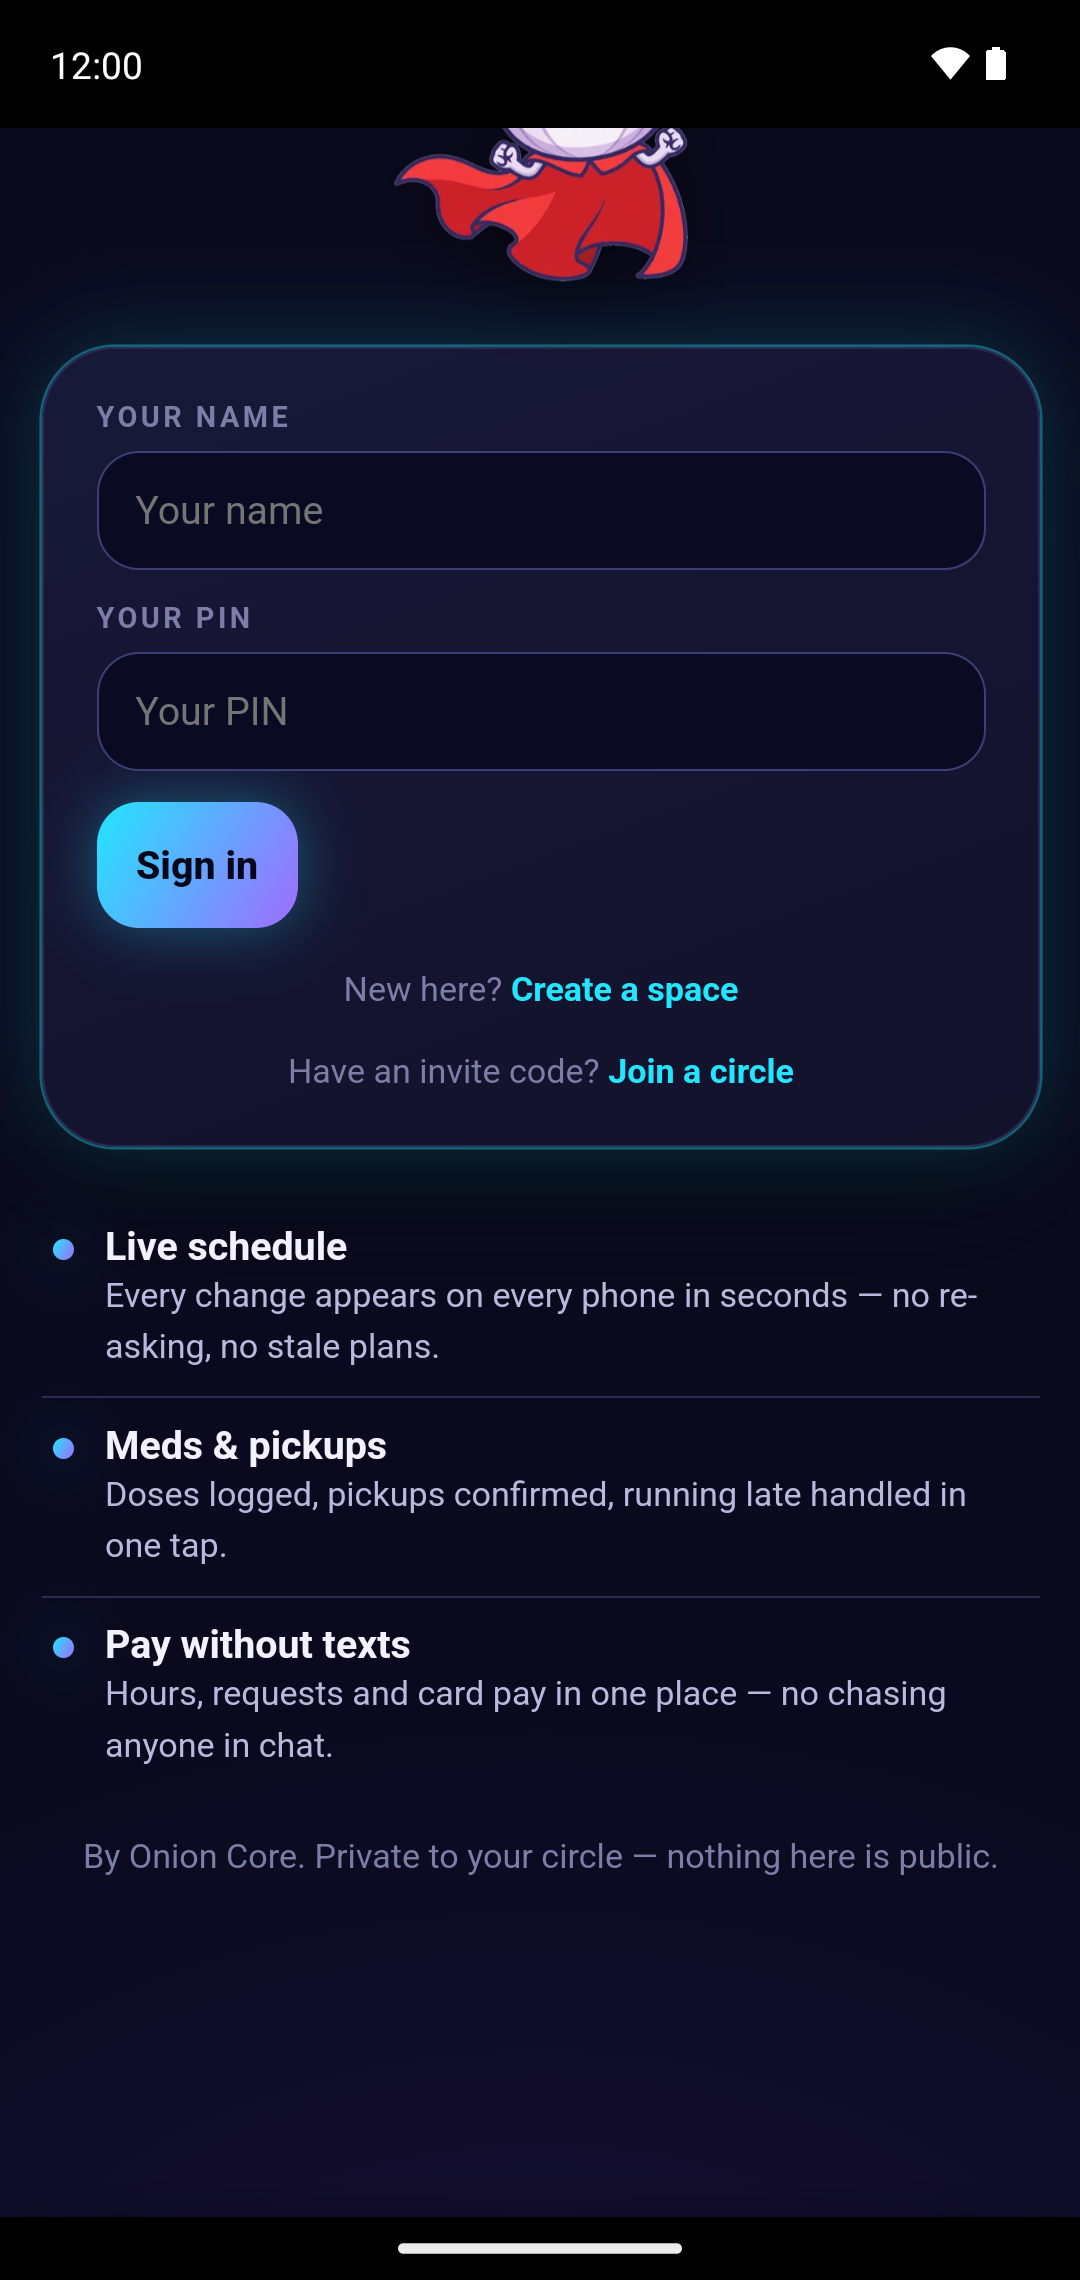 12:00
YOUR NAME
Your name
YOUR PIN
Your PIN
Sign in
New here? Create a space
Have an invite code? Join a circle
Live schedule
Every change appears on every phone in seconds — no re-
asking, no stale plans.
Meds & pickups
Doses logged, pickups confirmed, running late handled in
one tap.
Pay without texts
Hours, requests and card pay in one place — no chasing
anyone in chat.
By Onion Core. Private to your circle — nothing here is public.